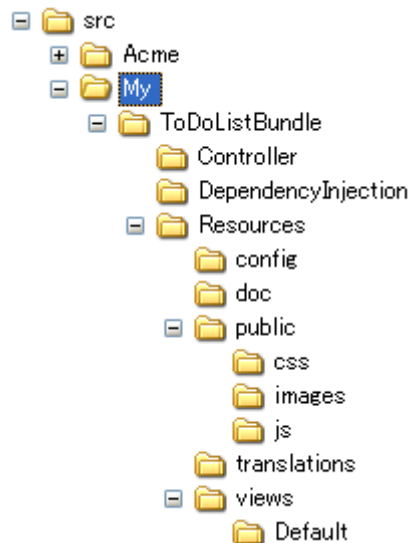 src
Acme
My
ToDoListBundle
Controller
DependencyInjection
Resources
config
doc
public
css
images
js
translations
views
Default